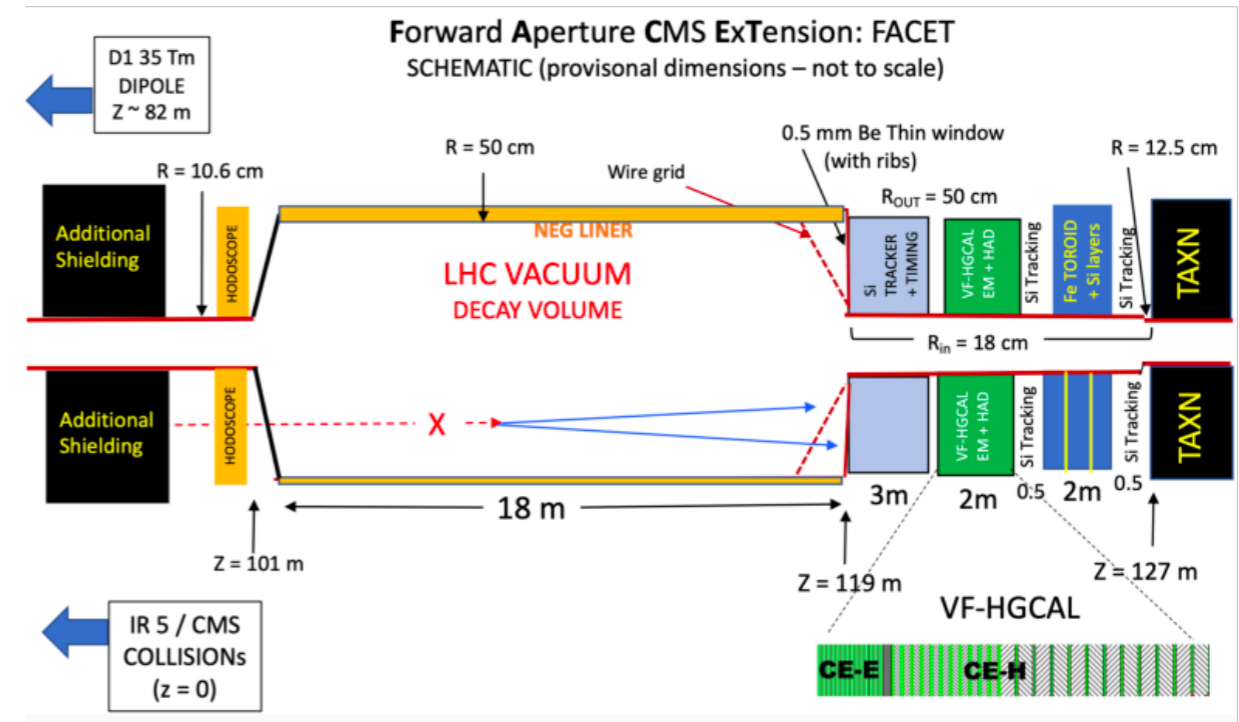 Forward Aperture CMS ExTension: FACET
SCHEMATIC (provisonal dimensions – not to scale)
D1 35 Tm
DIPOLE
Z ~ 82 m
R = 10.6 cm
R = 50 cm
Wire grid
0.5 mm Be Thin window
(with ribs)
R = 12.5 cm
ROUT = 50 cm
Additional
Shielding
HODOSCOPE
NEG LINER
LHC VACUUM
DECAY VOLUME
Si
TRACKER
+ TIMING
VF-HGCAL
EM + HAD
Si Tracking
Fe TOROID
+ Si layers
Si Tracking
TAXN
Rin = 18 cm
Additional
Shielding
HODOSCOPE
X
VF-HGCAL
EM + HAD
Si Tracking
Si Tracking
TAXN
18 m
3m
2m
0.5
2m
0.5
Z = 101 m
Z = 119 m
Z = 127 m
IR 5 / CMS
COLLISIONs
(z = 0)
VF-HGCAL
CE-E
CE-H